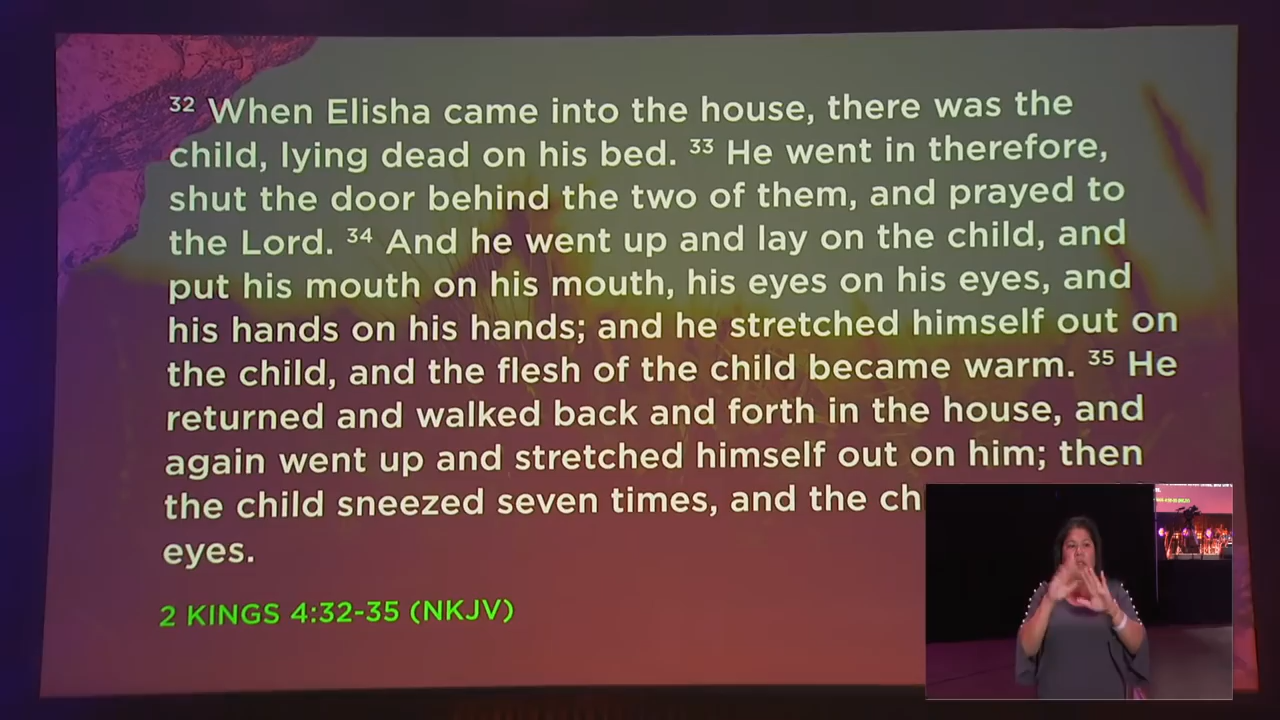 32 When Elisha came into the house, there was the
child, lying dead on his bed. 33 He went in therefore,
shut the door behind the two of them, and prayed to
the Lord. 34 And he went up and lay on the child, and
put his mouth on his mouth, his eyes on his eyes, and
his hands on his hands; and he stretched himself out on
the child, and the flesh of the child became warm. 35 He
returned and walked back and forth in the house, and
again went up and stretched himself out on him; then
the child sneezed seven times, and the ch
eyes.
2 KINGS 4:32-35 (NKJV)